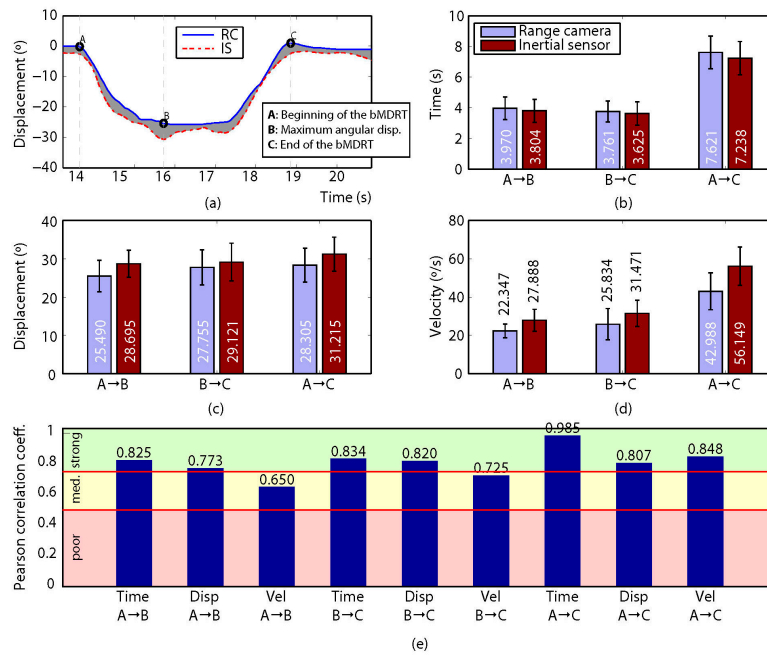 Displacement (º)
10
0
−10
−20
−30
−40
14 15 16 17 18 19 20
Time (s)
RC
IS
A
B
C
A: Beginning of the bMDRT
B: Maximum angular disp.
C: End of the bMDRT
(a)
Time (s)
10
8
6
4
2
0
Range camera
Inertial sensor
3.970 3.804 3.761 3.625 7.621 7.238
A→B B→C A→C
(b)
Displacement (º)
40
30
20
10
0
25.490 28.695 27.755 29.121 28.305 31.215
A→B B→C A→C
(c)
Velocity (º/s)
80
60
40
20
0
22.347 27.888 25.834 31.471 42.988 56.149
A→B B→C A→C
(d)
Pearson correlation coeff.
1
0.8
0.6
0.4
0.2
0
strong
med.
poor
0.825 0.773 0.650 0.834 0.820 0.725 0.985 0.807 0.848
Time Disp Vel Time Disp Vel Time Disp Vel
A→B A→B A→B B→C B→C B→C A→C A→C A→C
(e)